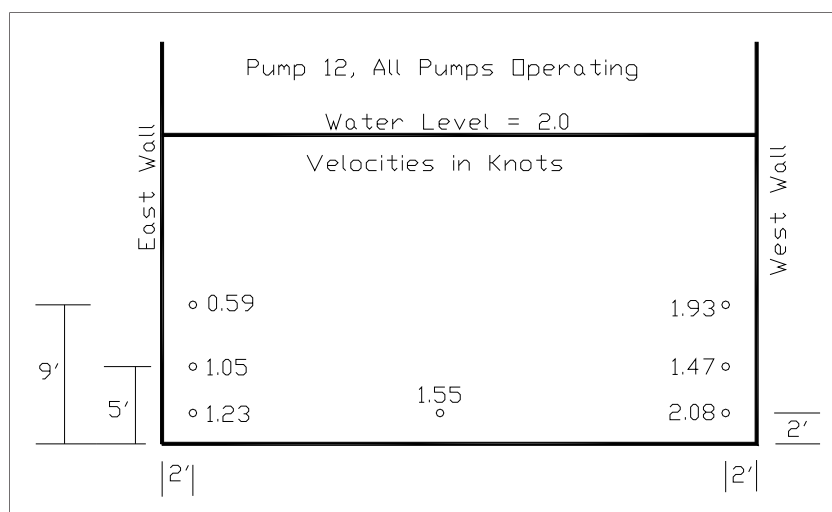 Pump 12, All Pumps Operating
Water Level = 2.0
Velocities in Knots
East Wall
West Wall
0.59
1.93
9'
1.05
1.47
5'
1.55
1.23
2.08
2'
2'
2'